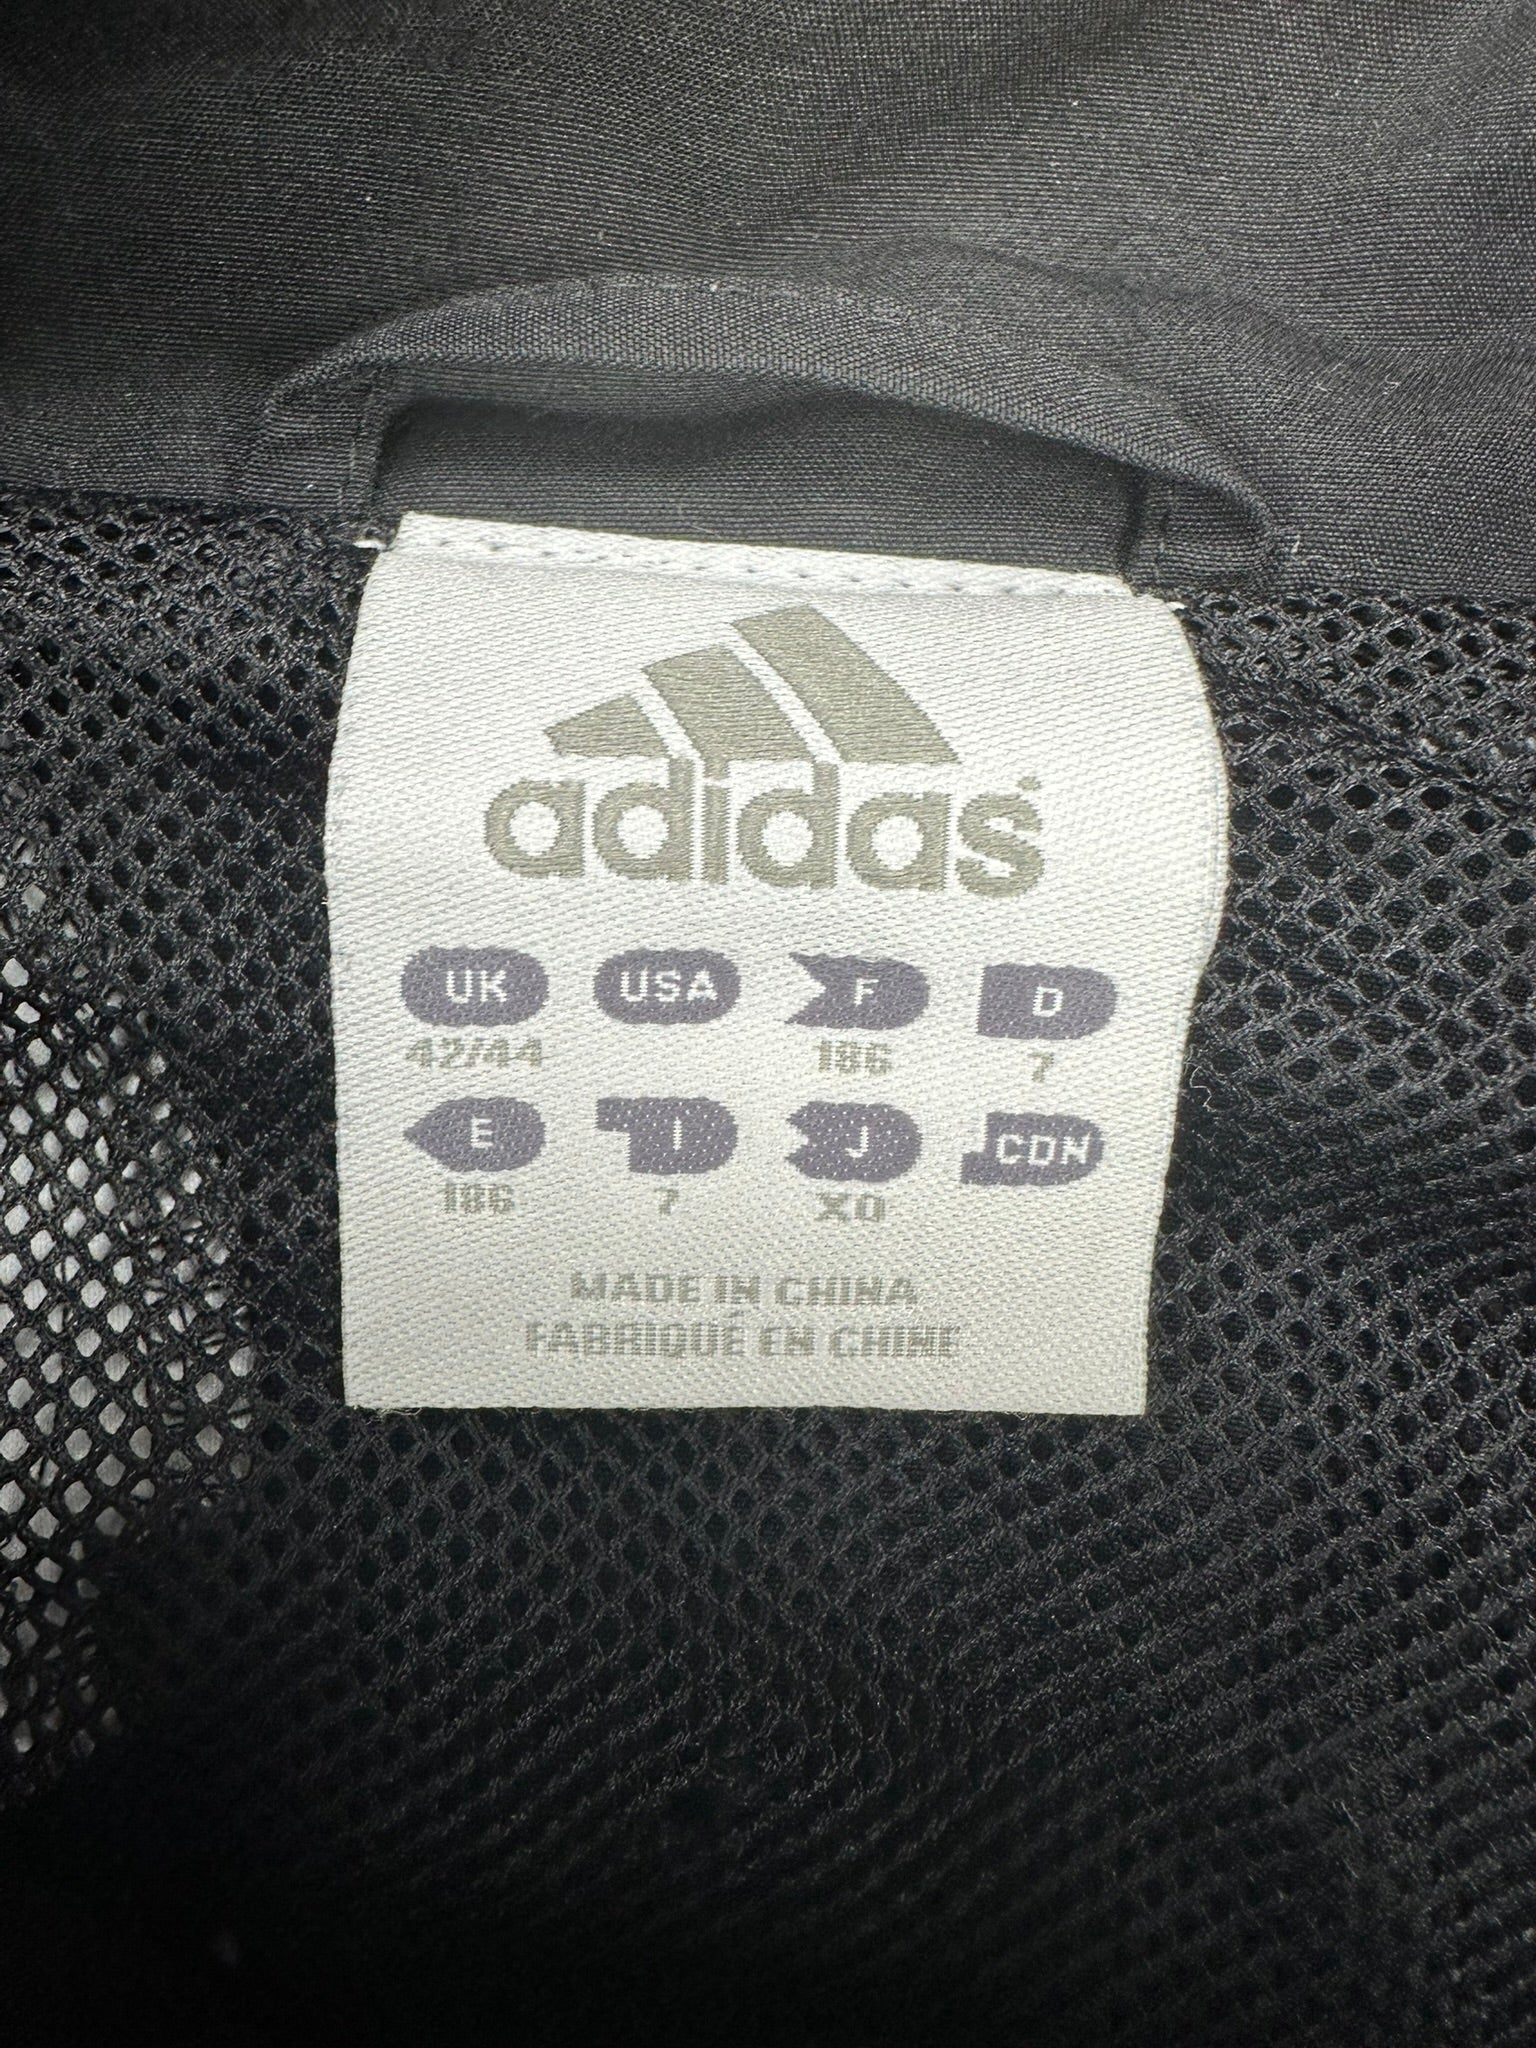 adidas
UK USA F D
42/44 186 7
E I J CDN
186 7 XO
MADE IN CHINA
FABRIQUÉ EN CHINE